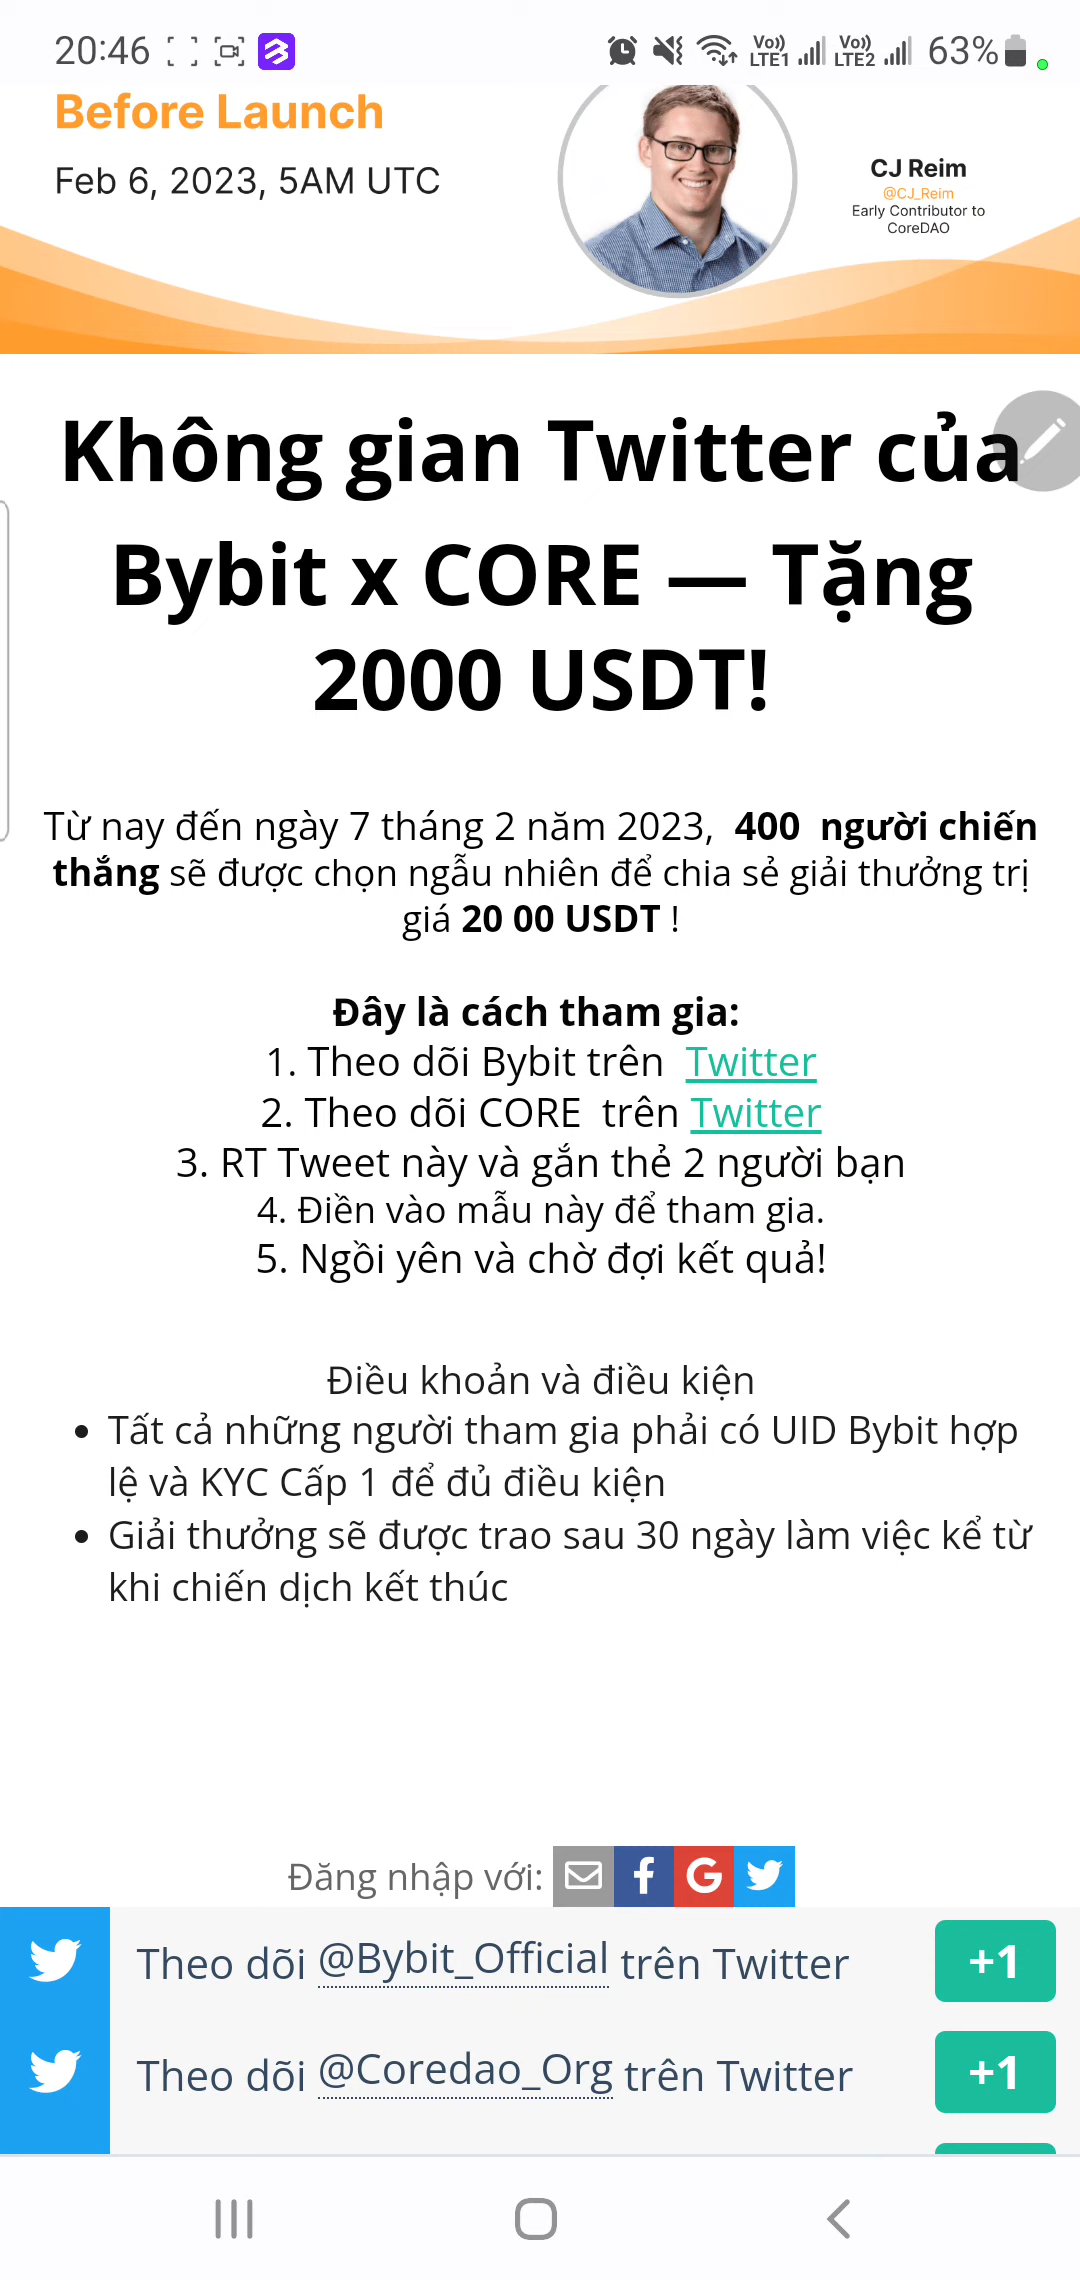 20:46
Vo)) LTE1 Vo)) LTE2 63%
Before Launch
Feb 6, 2023, 5AM UTC
CJ Reim
@CJ_Reim
Early Contributor to
CoreDAO
Không gian Twitter của
Bybit x CORE — Tặng
2000 USDT!
Từ nay đến ngày 7 tháng 2 năm 2023, 400 người chiến
thắng sẽ được chọn ngẫu nhiên để chia sẻ giải thưởng trị
giá 20 00 USDT !
Đây là cách tham gia:
1. Theo dõi Bybit trên Twitter
2. Theo dõi CORE trên Twitter
3. RT Tweet này và gắn thẻ 2 người bạn
4. Điền vào mẫu này để tham gia.
5. Ngồi yên và chờ đợi kết quả!
Điều khoản và điều kiện
• Tất cả những người tham gia phải có UID Bybit hợp
lệ và KYC Cấp 1 để đủ điều kiện
• Giải thưởng sẽ được trao sau 30 ngày làm việc kể từ
khi chiến dịch kết thúc
Đăng nhập với:
Theo dõi @Bybit_Official trên Twitter +1
Theo dõi @Coredao_Org trên Twitter +1